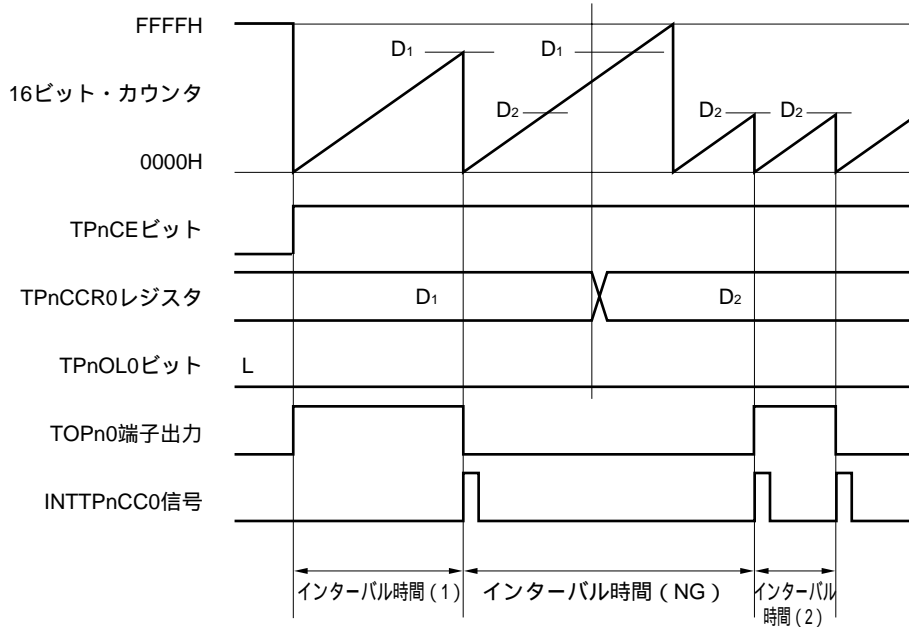 FFFFH
D1
D1
16ビット・カウンタ
D2
D2
D2
0000H
TPnCEビット
TPnCCR0レジスタ
D1
D2
TPnOL0ビット
L
TOPn0端子出力
INTTPnCC0信号
インターバル時間(1)
インターバル時間(NG)
インターバル
時間(2)